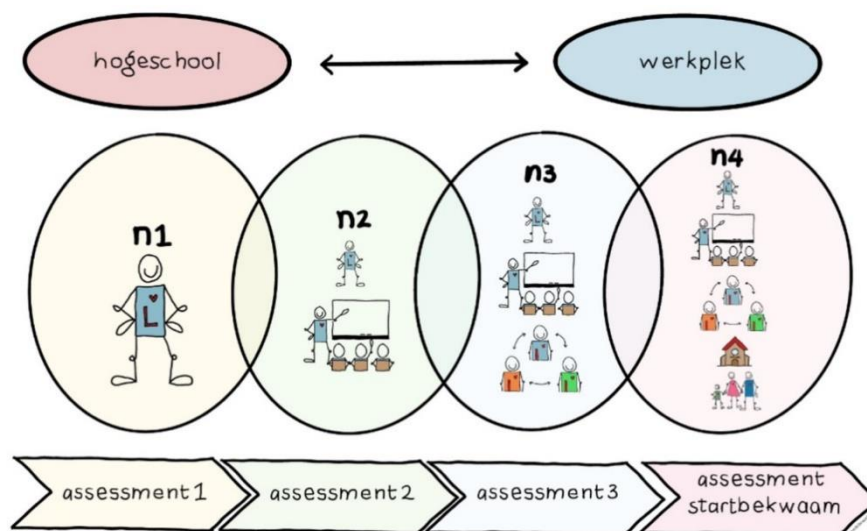 hogeschool
werkplek
n1
n2
n3
n4
L
L
L
L
assessment 1
assessment 2
assessment 3
assessment
startbekwaam